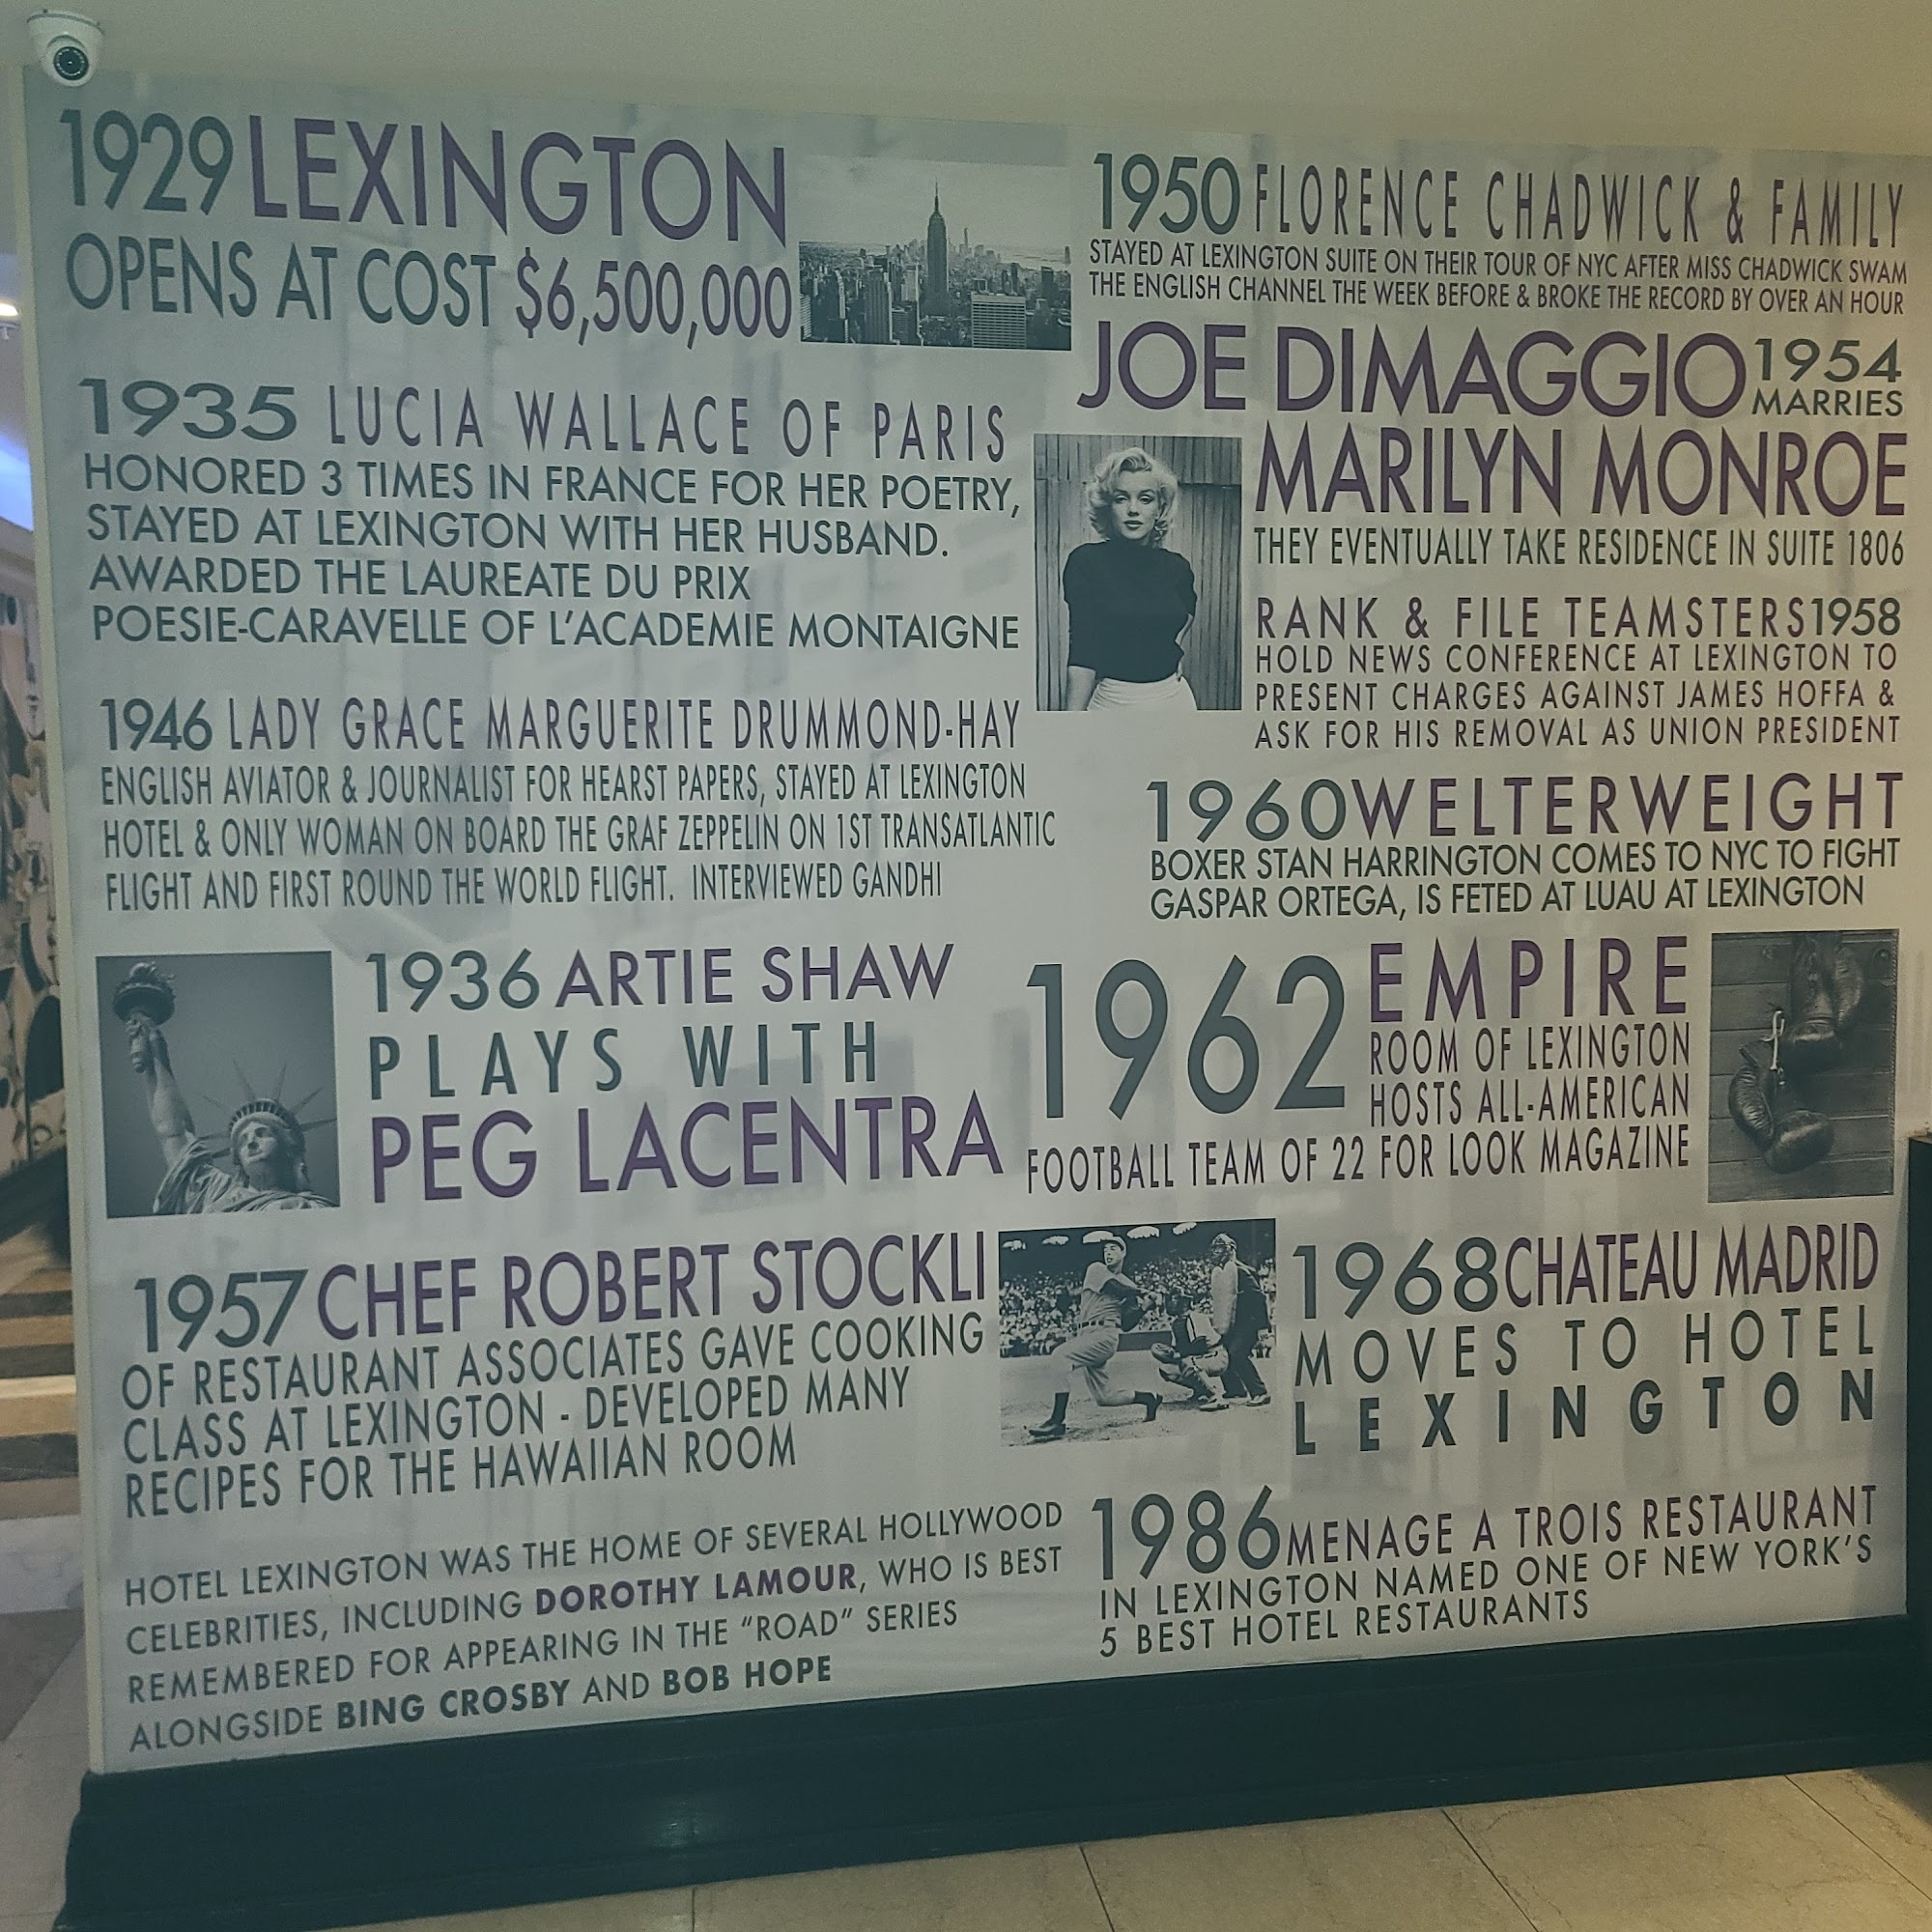 1929 LEXINGTON
OPENS AT COST $6,500,000
1935 LUCIA WALLACE OF PARIS
HONORED 3 TIMES IN FRANCE FOR HER POETRY,
STAYED AT LEXINGTON WITH HER HUSBAND.
AWARDED THE LAUREATE DU PRIX
POESIE-CARAVELLE OF L'ACADEMIE MONTAIGNE
1946 LADY GRACE MARGUERITE DRUMMOND-HAY
ENGLISH AVIATOR & JOURNALIST FOR HEARST PAPERS, STAYED AT LEXINGTON
HOTEL & ONLY WOMAN ON BOARD THE GRAF ZEPPELIN ON 1ST TRANSATLANTIC
FLIGHT AND FIRST ROUND THE WORLD FLIGHT. INTERVIEWED GANDHI
1936 ARTIE SHAW
PLAYS WITH
PEG LACENTRA
1957 CHEF ROBERT STOCKLI
OF RESTAURANT ASSOCIATES GAVE COOKING
CLASS AT LEXINGTON - DEVELOPED MANY
RECIPES FOR THE HAWAIIAN ROOM
HOTEL LEXINGTON WAS THE HOME OF SEVERAL HOLLYWOOD
CELEBRITIES, INCLUDING DOROTHY LAMOUR, WHO IS BEST
REMEMBERED FOR APPEARING IN THE "ROAD" SERIES
ALONGSIDE BING CROSBY AND BOB HOPE
1950 FLORENCE CHADWICK & FAMILY
STAYED AT LEXINGTON SUITE ON THEIR TOUR OF NYC AFTER MISS CHADWICK SWAM
THE ENGLISH CHANNEL THE WEEK BEFORE & BROKE THE RECORD BY OVER AN HOUR
JOE DIMAGGIO 1954
MARRIES
MARILYN MONROE
THEY EVENTUALLY TAKE RESIDENCE IN SUITE 1806
RANK & FILE TEAMSTERS 1958
HOLD NEWS CONFERENCE AT LEXINGTON TO
PRESENT CHARGES AGAINST JAMES HOFFA &
ASK FOR HIS REMOVAL AS UNION PRESIDENT
1960 WELTERWEIGHT
BOXER STAN HARRINGTON COMES TO NYC TO FIGHT
GASPAR ORTEGA, IS FETED AT LUAU AT LEXINGTON
1962 EMPIRE
ROOM OF LEXINGTON
HOSTS ALL-AMERICAN
FOOTBALL TEAM OF 22 FOR LOOK MAGAZINE
1968 CHATEAU MADRID
MOVES TO HOTEL
LEXINGTON
1986 MENAGE A TROIS RESTAURANT
IN LEXINGTON NAMED ONE OF NEW YORK'S
5 BEST HOTEL RESTAURANTS